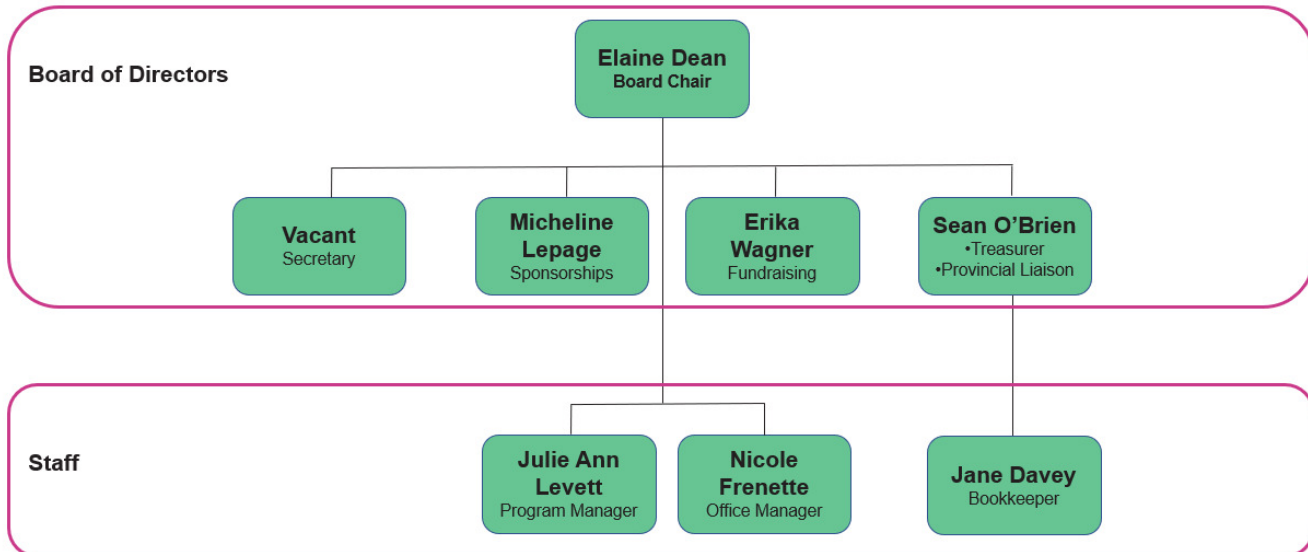 Board of Directors
Elaine Dean
Board Chair
Vacant
Secretary
Micheline
Lepage
Sponsorships
Erika
Wagner
Fundraising
Sean O’Brien
•Treasurer
•Provincial Liaison
Staff
Julie Ann
Levett
Program Manager
Nicole
Frenette
Office Manager
Jane Davey
Bookkeeper